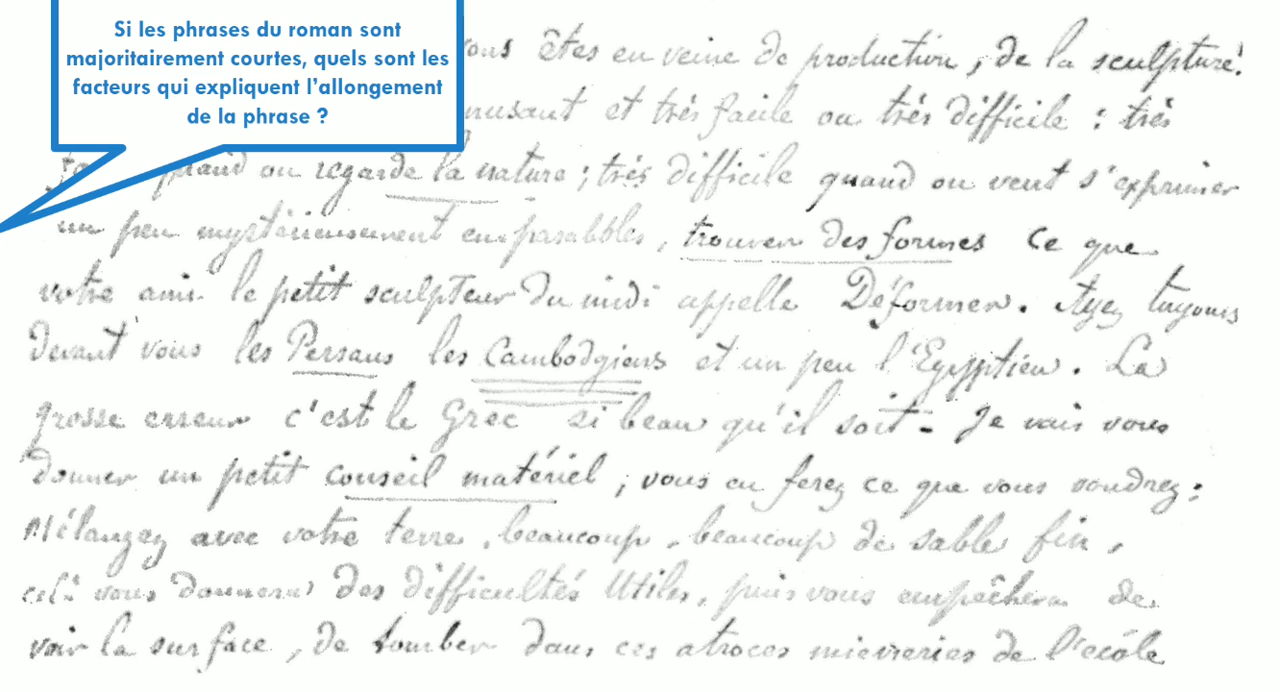 Si les phrases du roman sont
majoritairement courtes, quels sont les
facteurs qui expliquent l'allongement
de la phrase ?
vous êtes en veine de production, de la sculpture.
et très facile ou très difficile : très
quand on regarde la nature ; très difficile quand on veut s'exprimer
un peu mystérieusement en parabbles, trouver des formes Ce que
votre ami le petit sculpteur du midi appelle Déformer. Ayez toujours
devant vous les Persans les Cambodgiens et un peu l'Egyptien. La
grosse erreur c'est le Grec si beau qu'il soit - Je vais vous
donner un petit conseil matériel ; vous en ferez ce que vous voudrez :
Mélangez avec votre terre, beaucoup, beaucoup de sable fin,
celà vous donnera des difficultés Utiles, puis vous empêchera de
voir la surface, de tomber dans ces atroces mievreries de l'école